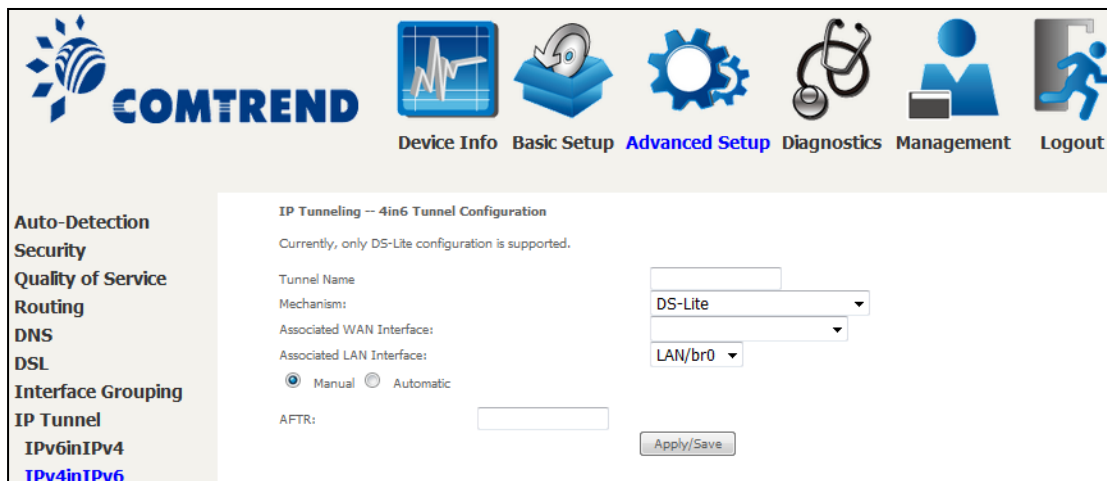 COMTREND
Device Info Basic Setup Advanced Setup Diagnostics Management Logout
Auto-Detection
Security
Quality of Service
Routing
DNS
DSL
Interface Grouping
IP Tunnel
IPv6inIPv4
IPv4inIPv6
IP Tunneling -- 4in6 Tunnel Configuration
Currently, only DS-Lite configuration is supported.
Tunnel Name
Mechanism: DS-Lite
Associated WAN Interface:
Associated LAN Interface: LAN/br0
Manual Automatic
AFTR:
Apply/Save